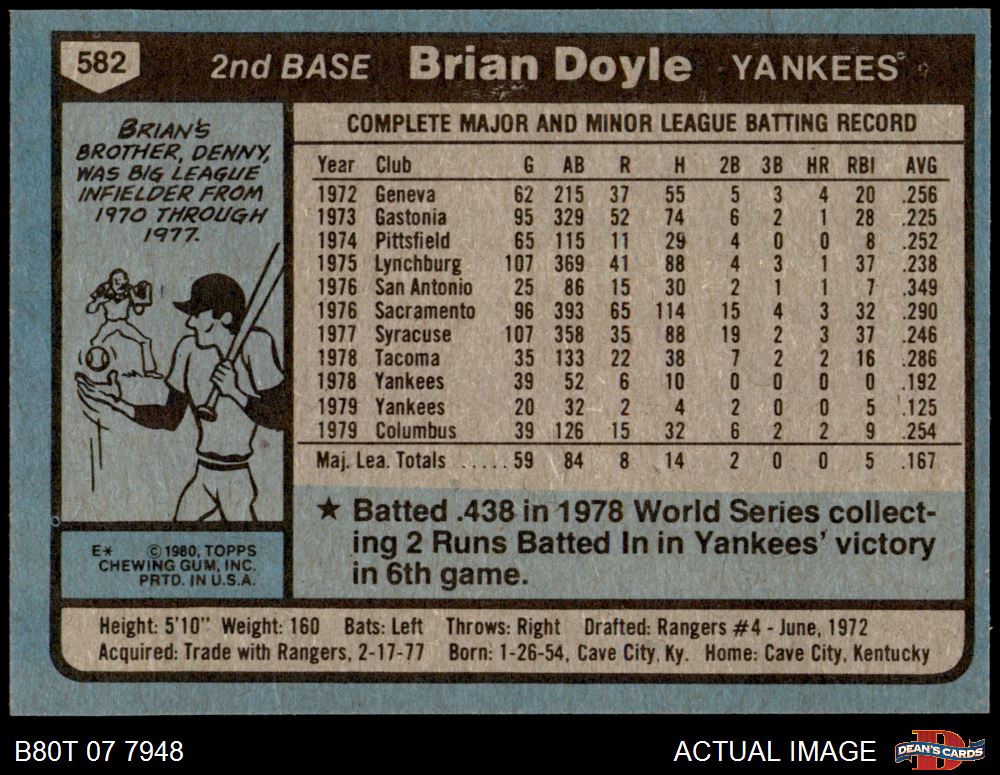 582 2nd BASE Brian Doyle YANKEES
BRIAN'S
BROTHER, DENNY,
WAS BIG LEAGUE
INFIELDER FROM
1970 THROUGH
1977.
COMPLETE MAJOR AND MINOR LEAGUE BATTING RECORD
Year Club G AB R H 2B 3B HR RBI AVG
1972 Geneva 62 215 37 55 5 3 4 20 .256
1973 Gastonia 95 329 52 74 6 2 1 28 .225
1974 Pittsfield 65 115 11 29 4 0 0 8 .252
1975 Lynchburg 107 369 41 88 4 3 1 37 .238
1976 San Antonio 25 86 15 30 2 1 1 7 .349
1976 Sacramento 96 393 65 114 15 4 3 32 .290
1977 Syracuse 107 358 35 88 19 2 3 37 .246
1978 Tacoma 35 133 22 38 7 2 2 16 .286
1978 Yankees 39 52 6 10 0 0 0 0 .192
1979 Yankees 20 32 2 4 2 0 0 5 .125
1979 Columbus 39 126 15 32 6 2 2 9 .254
Maj. Lea. Totals .....59 84 8 14 2 0 0 5 .167
★ Batted .438 in 1978 World Series collect-
ing 2 Runs Batted In in Yankees' victory
in 6th game.
E* ©1980, TOPPS
CHEWING GUM, INC.
PRTD. IN U.S.A.
Height: 5'10" Weight: 160 Bats: Left Throws: Right Drafted: Rangers #4 - June, 1972
Acquired: Trade with Rangers, 2-17-77 Born: 1-26-54, Cave City, Ky. Home: Cave City, Kentucky
B80T 07 7948 ACTUAL IMAGE DEAN'S CARDS